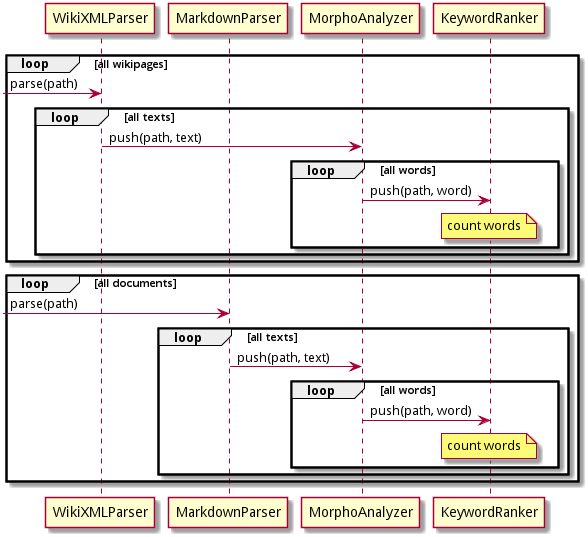 WikiXMLParser MarkdownParser MorphoAnalyzer KeywordRanker
loop [all wikipages]
parse(path)
loop [all texts]
push(path, text)
loop [all words]
push(path, word)
count words
loop [all documents]
parse(path)
loop [all texts]
push(path, text)
loop [all words]
push(path, word)
count words
WikiXMLParser MarkdownParser MorphoAnalyzer KeywordRanker